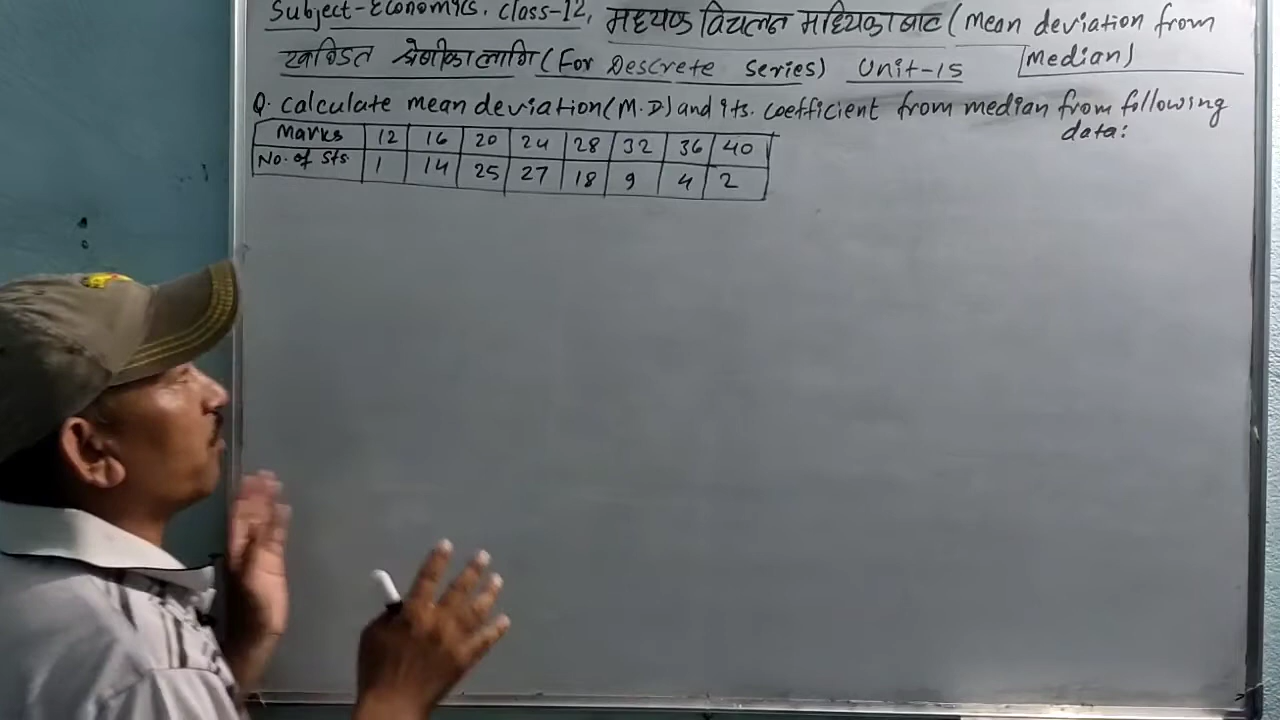 Subject-Economics. Class-12, मध्यक विचलन मध्यिकाबाट (Mean deviation from
खण्डित श्रेणीका लागि (For Descrete series) Unit-15 Median)
Q. Calculate mean deviation (M.D) and its. coefficient from median from following
data:
Marks 12 16 20 24 28 32 36 40
No. of Sts 1 14 25 27 18 9 4 2